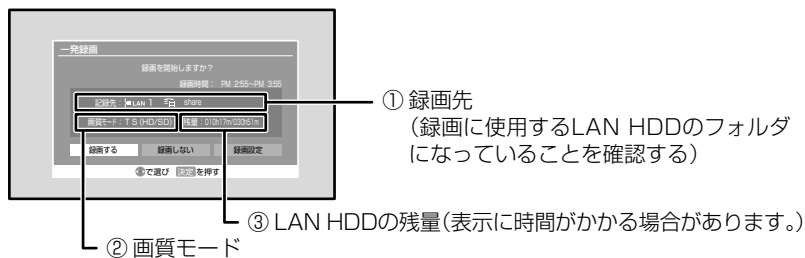 一発録画
録画を開始しますか？
録画時間： PM 2:55~PM 3:55
記録先： LAN 1 share
画質モード：TS(HD/SD) 残量：010h17m/030h51m
録画する 録画しない 録画設定
で選び 決定 を押す
① 録画先
（録画に使用するLAN HDDのフォルダ
になっていることを確認する）
③ LAN HDDの残量（表示に時間がかかる場合があります。）
② 画質モード